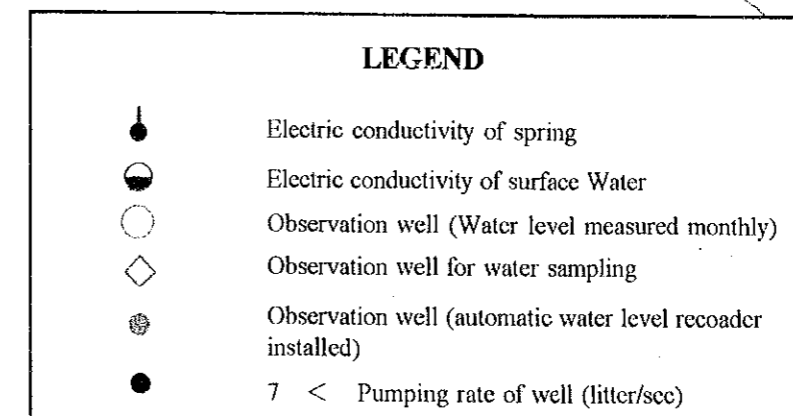 LEGEND
Electric conductivity of spring
Electric conductivity of surface Water
Observation well (Water level measured monthly)
Observation well for water sampling
Observation well (automatic water level recoader
installed)
7 < Pumping rate of well (litter/sec)